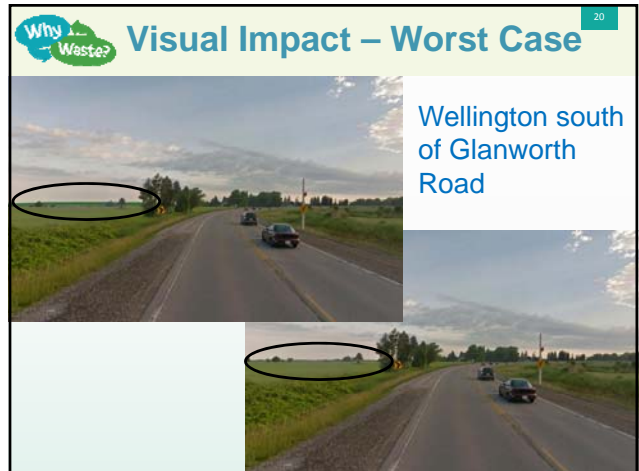 20
Why
Waste?
Visual Impact – Worst Case
Wellington south
of Glanworth
Road